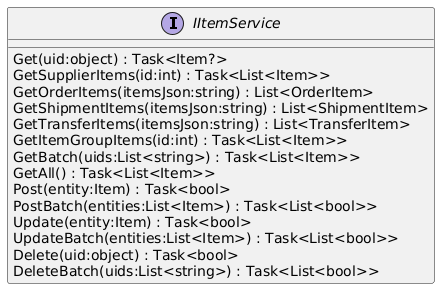 I IItemService
Get(uid:object) : Task<Item?>
GetSupplierItems(id:int) : Task<List<Item>>
GetOrderItems(itemsJson:string) : List<OrderItem>
GetShipmentItems(itemsJson:string) : List<ShipmentItem>
GetTransferItems(itemsJson:string) : List<TransferItem>
GetItemGroupItems(id:int) : Task<List<Item>>
GetBatch(uids:List<string>) : Task<List<Item>>
GetAll() : Task<List<Item>>
Post(entity:Item) : Task<bool>
PostBatch(entities:List<Item>) : Task<List<bool>>
Update(entity:Item) : Task<bool>
UpdateBatch(entities:List<Item>) : Task<List<bool>>
Delete(uid:object) : Task<bool>
DeleteBatch(uids:List<string>) : Task<List<bool>>